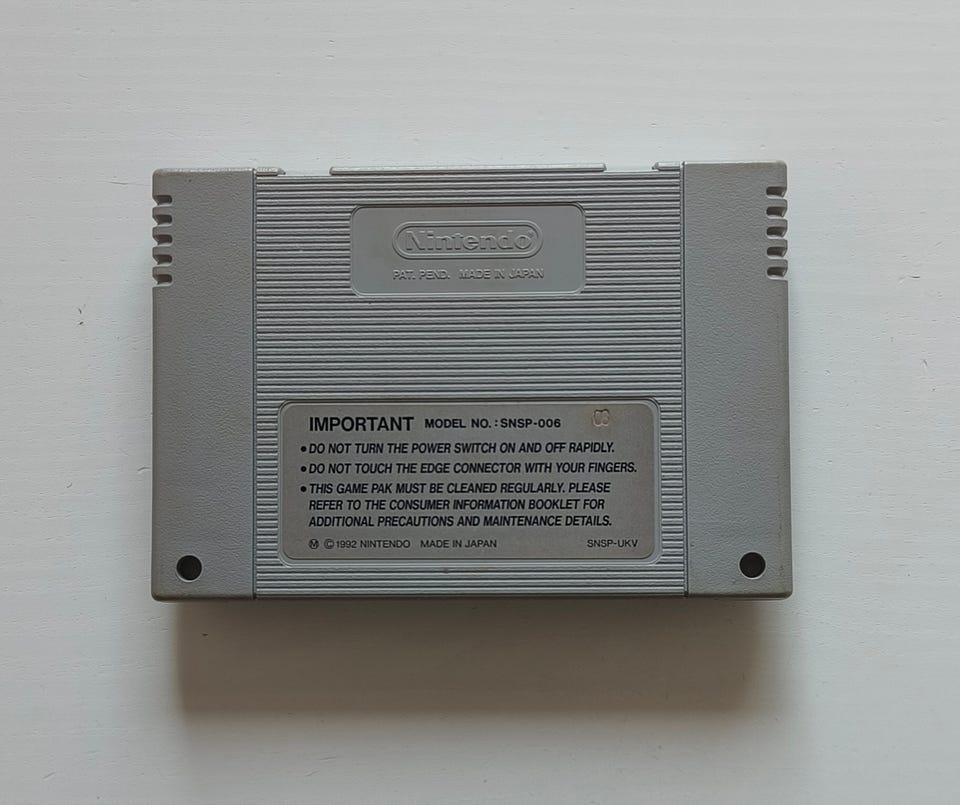 Nintendo®
PAT. PEND. MADE IN JAPAN
IMPORTANT MODEL NO.: SNSP-006
• DO NOT TURN THE POWER SWITCH ON AND OFF RAPIDLY.
• DO NOT TOUCH THE EDGE CONNECTOR WITH YOUR FINGERS.
• THIS GAME PAK MUST BE CLEANED REGULARLY. PLEASE
REFER TO THE CONSUMER INFORMATION BOOKLET FOR
ADDITIONAL PRECAUTIONS AND MAINTENANCE DETAILS.
Ⓜ ©1992 NINTENDO MADE IN JAPAN SNSP-UKV